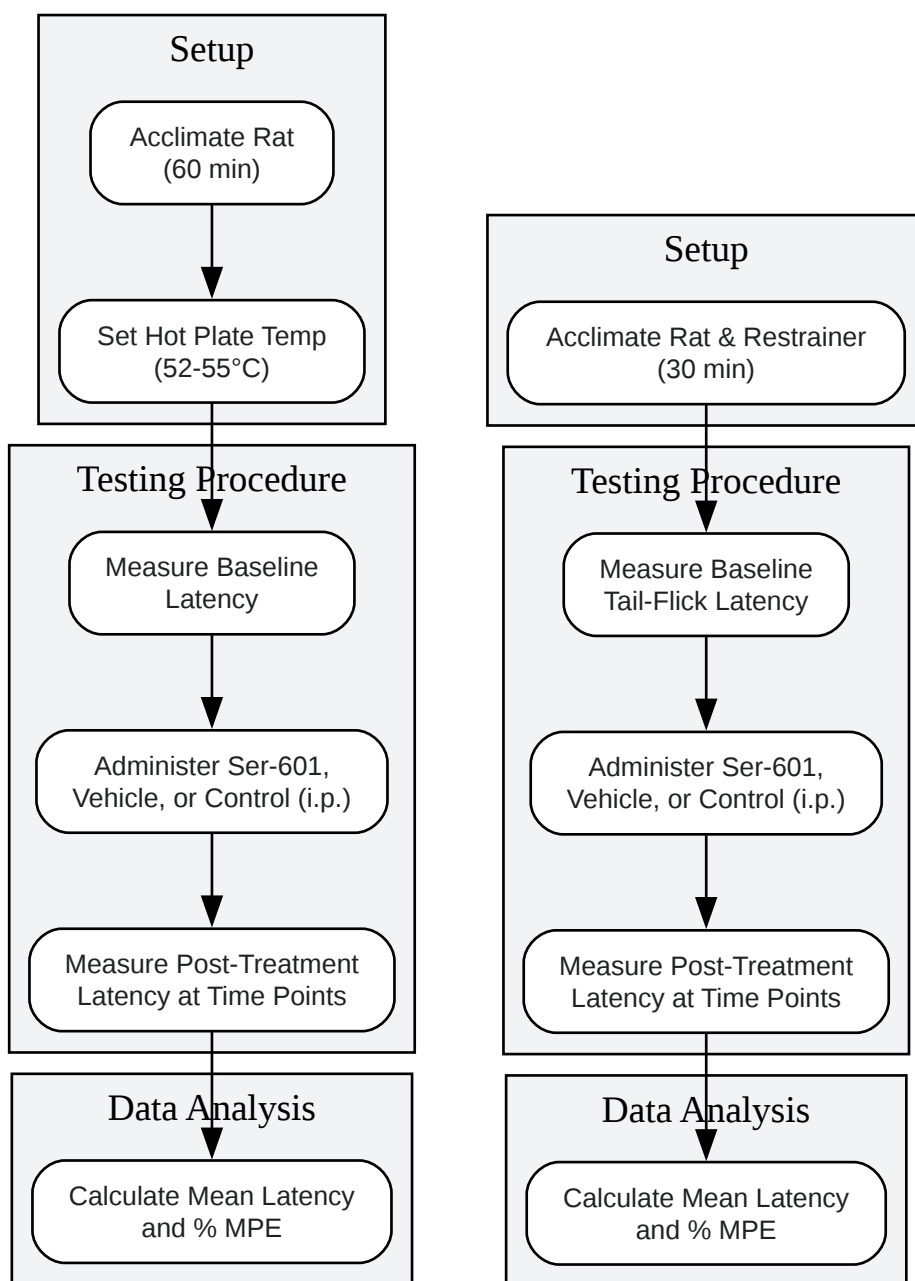 Setup
Acclimate Rat
(60 min)
Set Hot Plate Temp
(52-55°C)
Testing Procedure
Measure Baseline
Latency
Administer Ser-601,
Vehicle, or Control (i.p.)
Measure Post-Treatment
Latency at Time Points
Data Analysis
Calculate Mean Latency
and % MPE
Setup
Acclimate Rat & Restrainer
(30 min)
Testing Procedure
Measure Baseline
Tail-Flick Latency
Administer Ser-601,
Vehicle, or Control (i.p.)
Measure Post-Treatment
Latency at Time Points
Data Analysis
Calculate Mean Latency
and % MPE